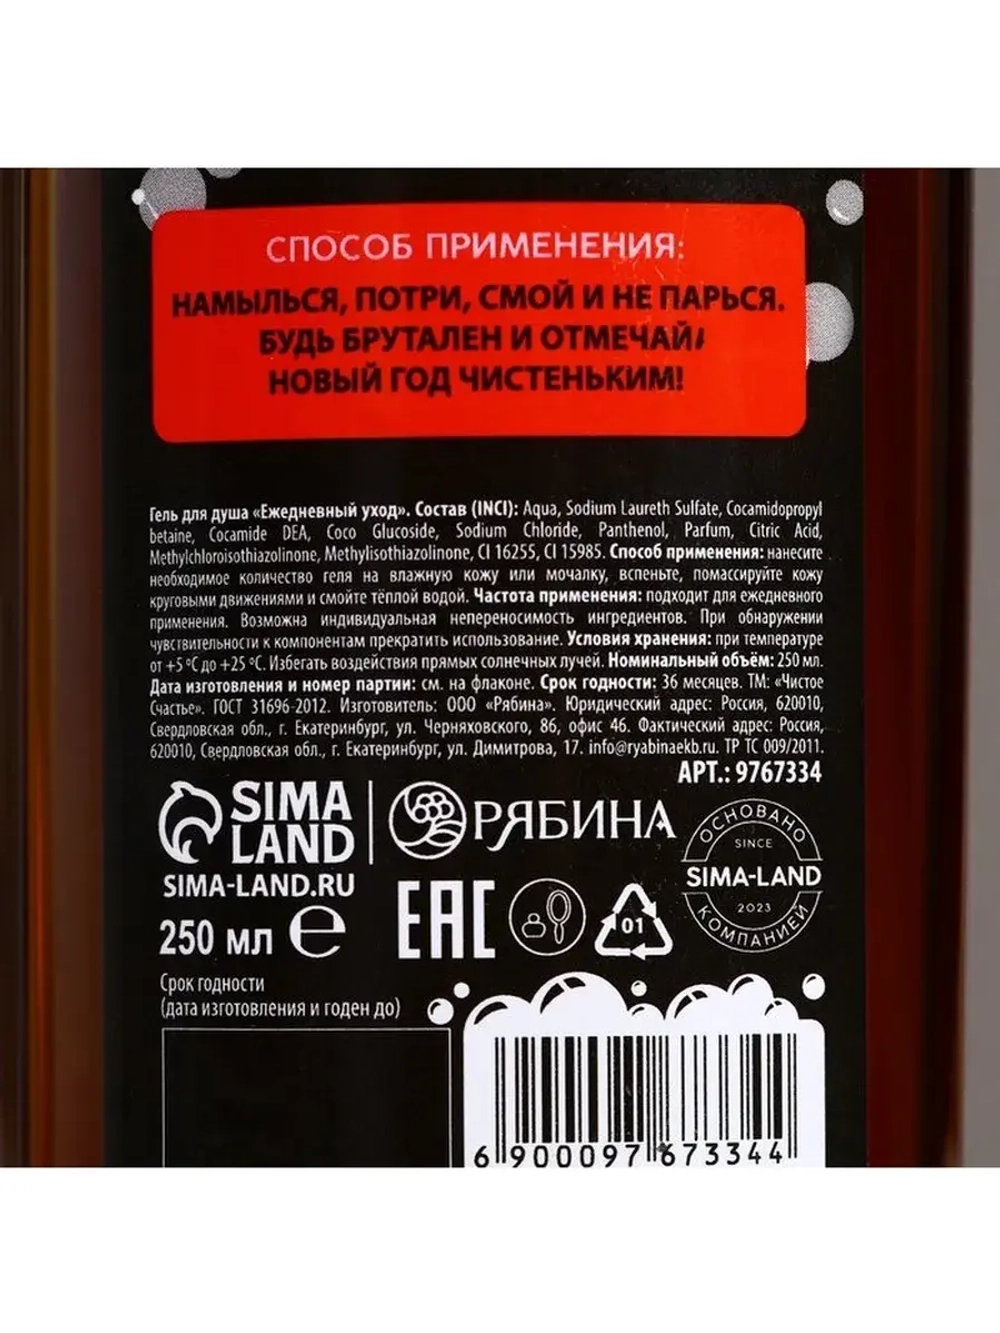 СПОСОБ ПРИМЕНЕНИЯ:
НАМЫЛЬСЯ, ПОТРИ, СМОЙ И НЕ ПАРЬСЯ.
БУДЬ БРУТАЛЕН И ОТМЕЧАЙ
НОВЫЙ ГОД ЧИСТЕНЬКИМ!
Гель для душа «Ежедневный уход». Состав (INCI): Aqua, Sodium Laureth Sulfate, Cocamidopropyl
betaine, Cocamide DEA, Coco Glucoside, Sodium Chloride, Panthenol, Parfum, Citric Acid,
Methylchloroisothiazolinone, Methylisothiazolinone, CI 16255, CI 15985. Способ применения: нанесите
необходимое количество геля на влажную кожу или мочалку, вспеньте, помассируйте кожу
круговыми движениями и смойте тёплой водой. Частота применения: подходит для ежедневного
применения. Возможна индивидуальная непереносимость ингредиентов. При обнаружении
чувствительности к компонентам прекратить использование. Условия хранения: при температуре
от +5 °C до +25 °C. Избегать воздействия прямых солнечных лучей. Номинальный объём: 250 мл.
Дата изготовления и номер партии: см. на флаконе. Срок годности: 36 месяцев. ТМ: «Чистое
Счастье». ГОСТ 31696-2012. Изготовитель: ООО «Рябина». Юридический адрес: Россия, 620010,
Свердловская обл., г. Екатеринбург, ул. Черняховского, 86, офис 46. Фактический адрес: Россия,
620010, Свердловская обл., г. Екатеринбург, ул. Димитрова, 17. info@ryabinaekb.ru. ТР ТС 009/2011.
АРТ.: 9767334
SIMA
LAND
SIMA-LAND.RU
РЯБИНА
ОСНОВАНО
SINCE
SIMA-LAND
2023
КОМПАНИЕЙ
250 мл e
EAC
01
Срок годности
(дата изготовления и годен до)
6 900097 673344